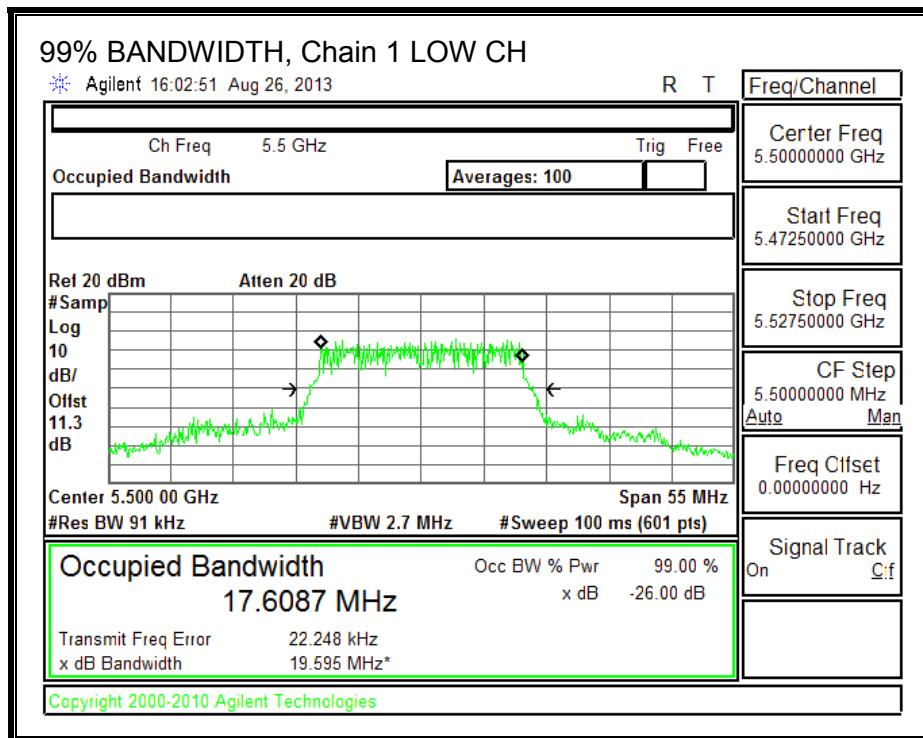 99% BANDWIDTH, Chain 1 LOW CH
Agilent 16:02:51 Aug 26, 2013 R T
Freq/Channel
Ch Freq 5.5 GHz Trig Free
Occupied Bandwidth Averages: 100
Center Freq
5.50000000 GHz
Start Freq
5.47250000 GHz
Stop Freq
5.52750000 GHz
CF Step
5.50000000 MHz
Auto Man
Freq Offset
0.00000000 Hz
Signal Track
On Off
Ref 20 dBm Atten 20 dB
#Samp
Log
10
dB/
Offst
11.3
dB
Center 5.500 00 GHz Span 55 MHz
#Res BW 91 kHz #VBW 2.7 MHz #Sweep 100 ms (601 pts)
Occupied Bandwidth Occ BW % Pwr 99.00 %
17.6087 MHz x dB -26.00 dB
Transmit Freq Error 22.248 kHz
x dB Bandwidth 19.595 MHz*
Copyright 2000-2010 Agilent Technologies